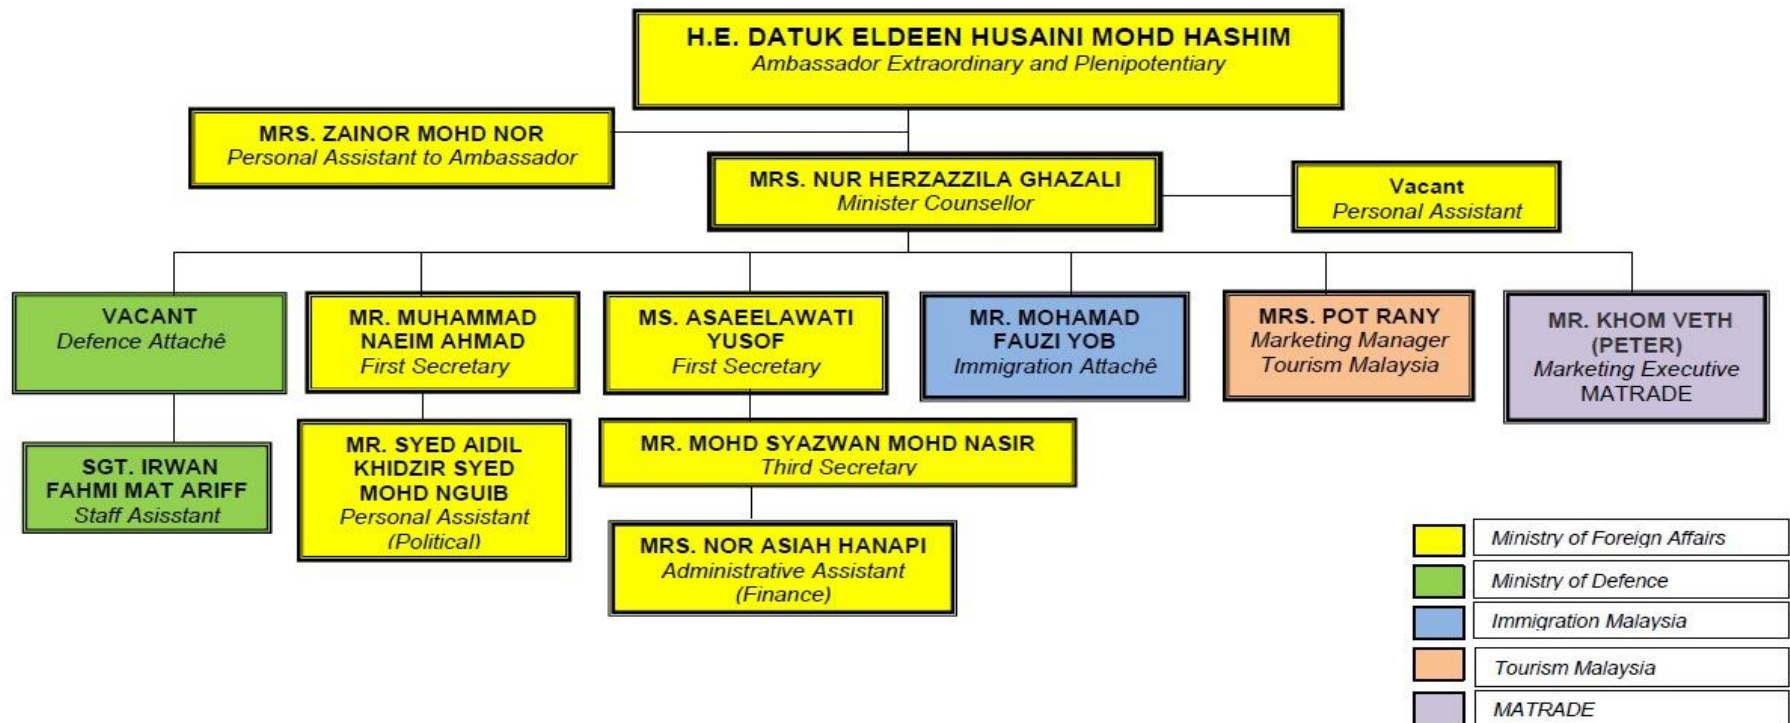 H.E. DATUK ELDEEN HUSAINI MOHD HASHIM
Ambassador Extraordinary and Plenipotentiary
MRS. ZAINOR MOHD NOR
Personal Assistant to Ambassador
MRS. NUR HERZAZZILA GHAZALI
Minister Counsellor
Vacant
Personal Assistant
VACANT
Defence Attachê
MR. MUHAMMAD
NAEIM AHMAD
First Secretary
MS. ASAEELAWATI
YUSOF
First Secretary
MR. MOHAMAD
FAUZI YOB
Immigration Attachê
MRS. POT RANY
Marketing Manager
Tourism Malaysia
MR. KHOM VETH
(PETER)
Marketing Executive
MATRADE
SGT. IRWAN
FAHMI MAT ARIFF
Staff Asisstant
MR. SYED AIDIL
KHIDZIR SYED
MOHD NGUIB
Personal Assistant
(Political)
MR. MOHD SYAZWAN MOHD NASIR
Third Secretary
MRS. NOR ASIAH HANAPI
Administrative Assistant
(Finance)
Ministry of Foreign Affairs
Ministry of Defence
Immigration Malaysia
Tourism Malaysia
MATRADE